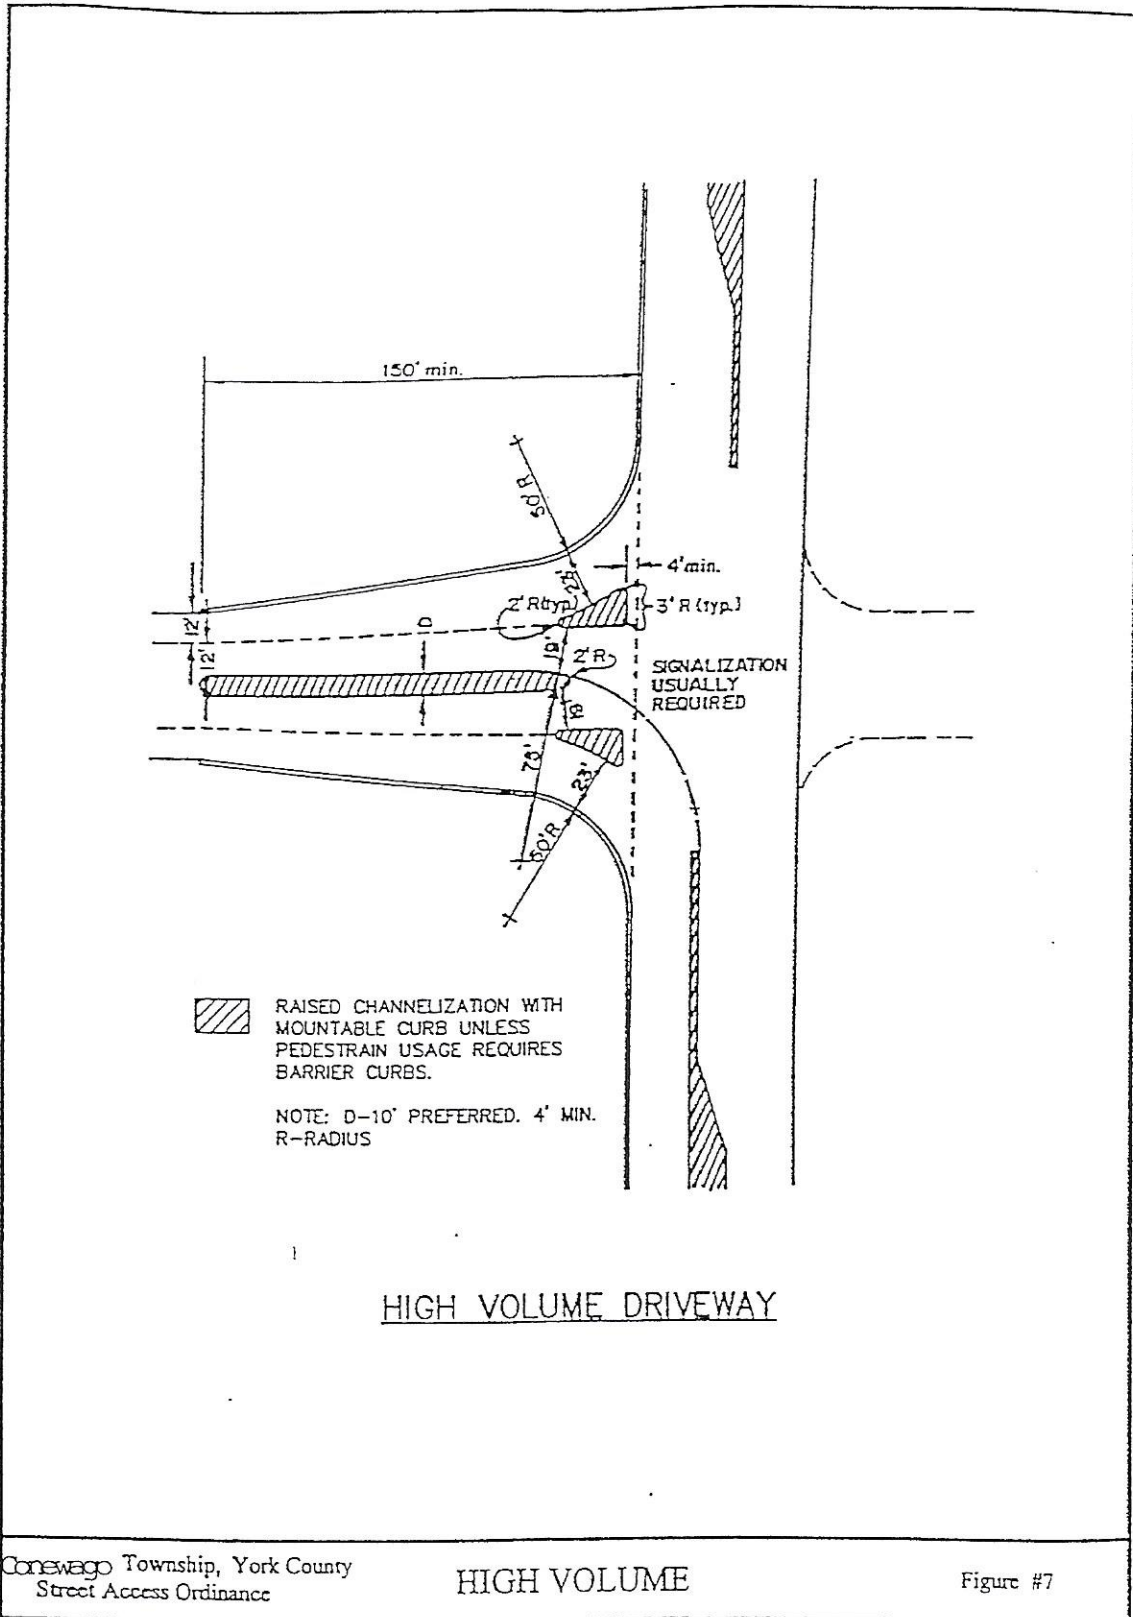 150' min.
50' R
23'
4' min.
2' R (typ.)
3' R (typ.)
12'
12'
D
2' R
SIGNALIZATION
USUALLY
REQUIRED
23'
50' R
RAISED CHANNELIZATION WITH
MOUNTABLE CURB UNLESS
PEDESTRAIN USAGE REQUIRES
BARRIER CURBS.
NOTE: D-10' PREFERRED. 4' MIN.
R-RADIUS
HIGH VOLUME DRIVEWAY
Conewago Township, York County
Street Access Ordinance
HIGH VOLUME
Figure #7